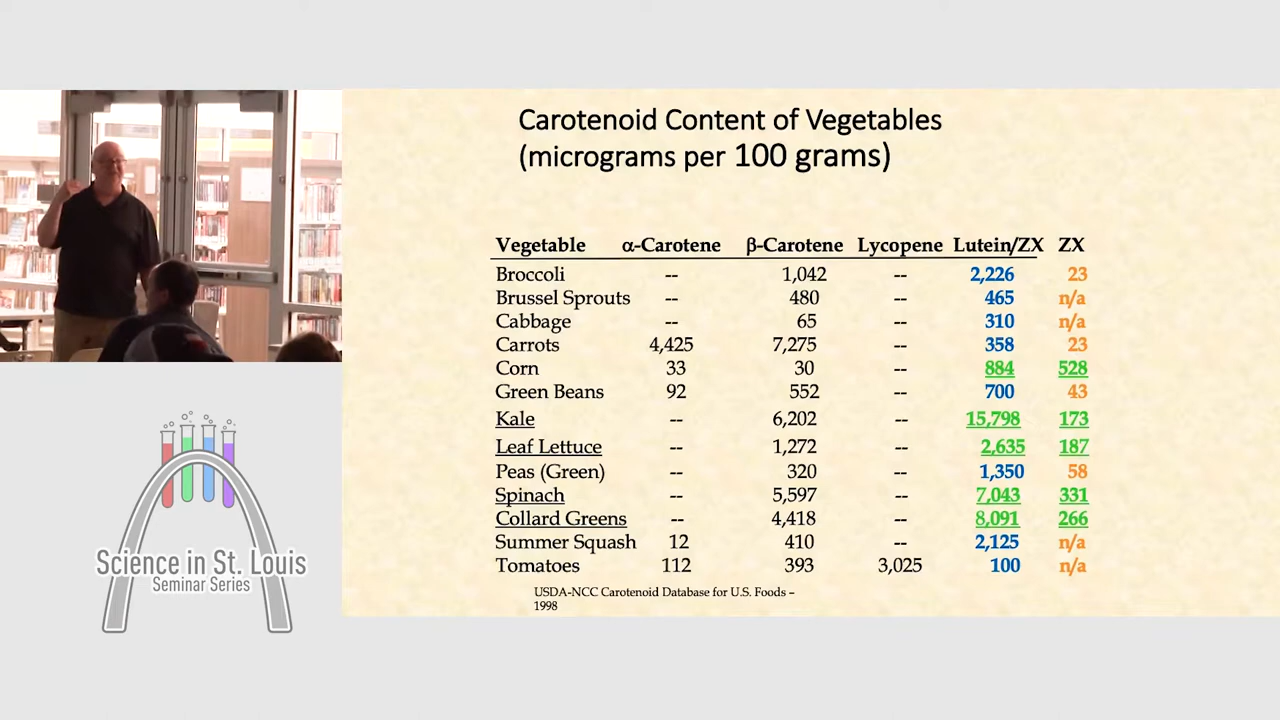 Carotenoid Content of Vegetables
(micrograms per 100 grams)
Vegetable α-Carotene β-Carotene Lycopene Lutein/ZX ZX
Broccoli -- 1,042 -- 2,226 23
Brussel Sprouts -- 480 -- 465 n/a
Cabbage -- 65 -- 310 n/a
Carrots 4,425 7,275 -- 358 23
Corn 33 30 -- 884 528
Green Beans 92 552 -- 700 43
Kale -- 6,202 -- 15,798 173
Leaf Lettuce -- 1,272 -- 2,635 187
Peas (Green) -- 320 -- 1,350 58
Spinach -- 5,597 -- 7,043 331
Collard Greens -- 4,418 -- 8,091 266
Summer Squash 12 410 -- 2,125 n/a
Tomatoes 112 393 3,025 100 n/a
USDA-NCC Carotenoid Database for U.S. Foods –
1998
Science in St. Louis
Seminar Series